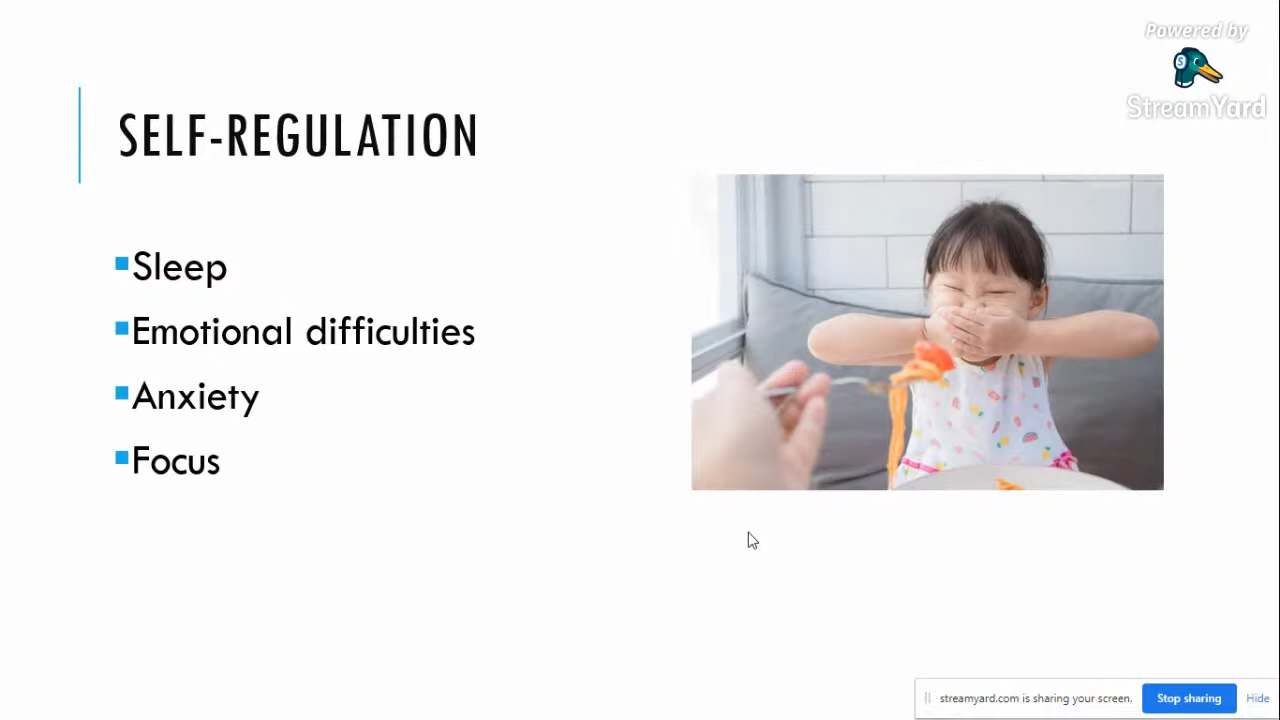 Powered by
StreamYard
SELF-REGULATION
Sleep
Emotional difficulties
Anxiety
Focus
streamyard.com is sharing your screen.
Stop sharing
Hide